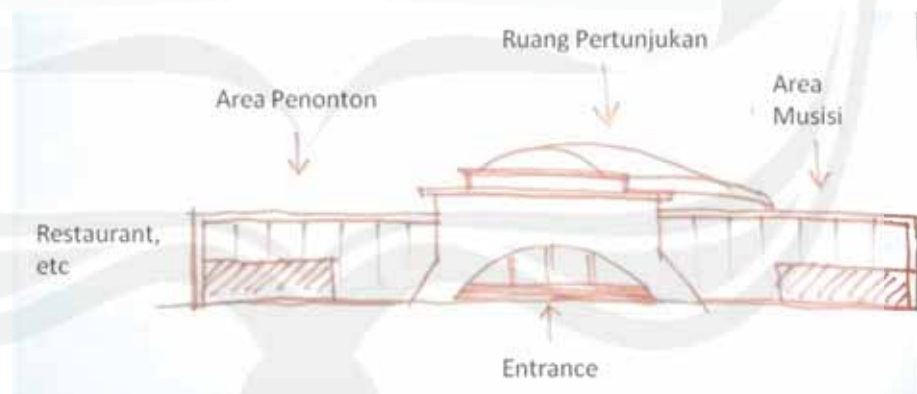 Ruang Pertunjukan
Area Penonton
Area
Musisi
Restaurant,
etc
Entrance